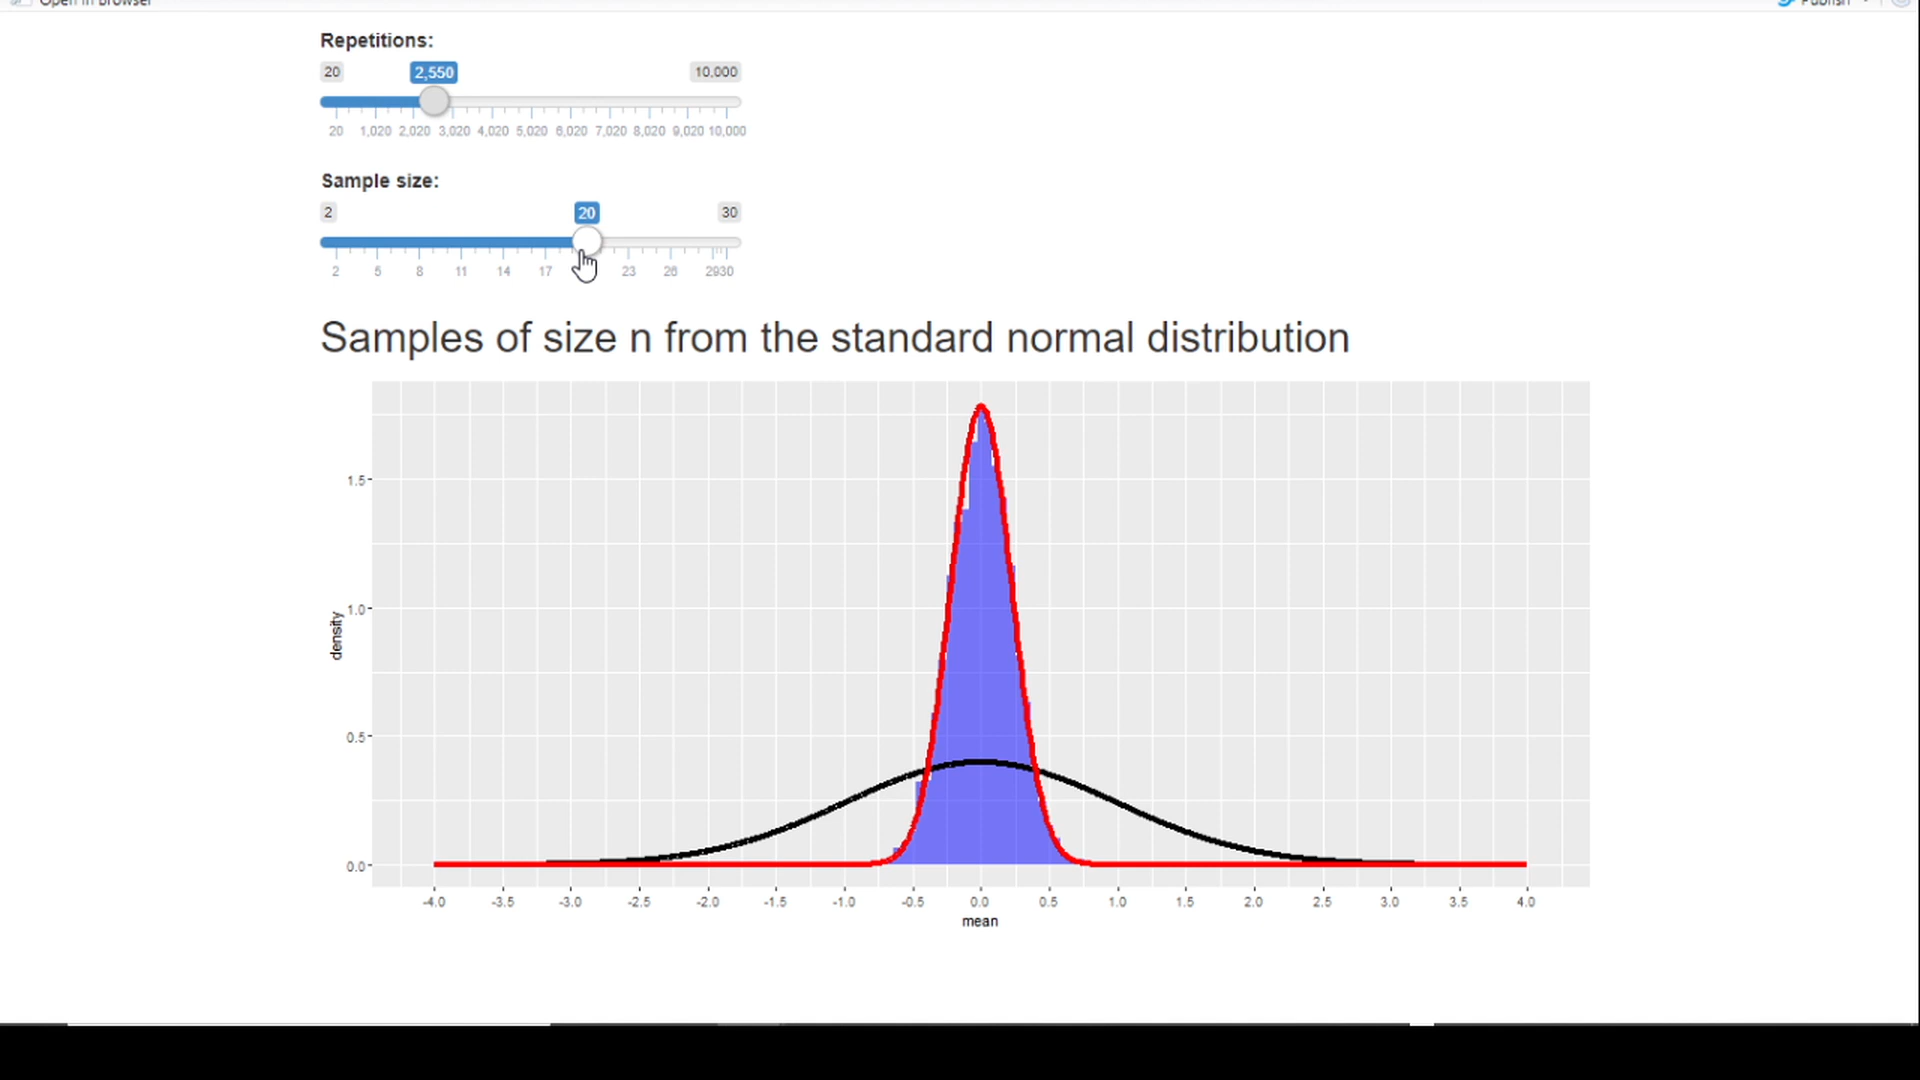 Open in Browser
Publish
Repetitions:
20 2,550 10,000
20 1,020 2,020 3,020 4,020 5,020 6,020 7,020 8,020 9,020 10,000
Sample size:
2 20 30
2 5 8 11 14 17 23 26 2930
Samples of size n from the standard normal distribution
1.5
1.0
0.5
0.0
density
-4.0 -3.5 -3.0 -2.5 -2.0 -1.5 -1.0 -0.5 0.0 0.5 1.0 1.5 2.0 2.5 3.0 3.5 4.0
mean